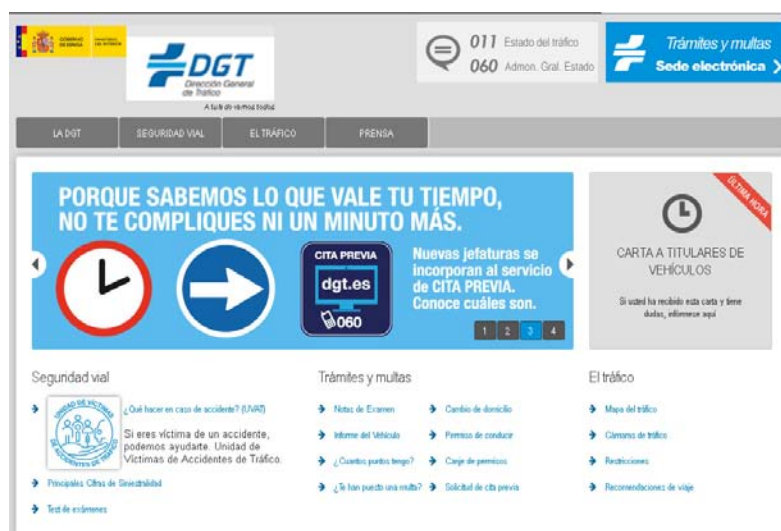 GOBIERNO
DE ESPAÑA
MINISTERIO
DEL INTERIOR
DGT
Dirección General
de Tráfico
011 Estado del tráfico
060 Admon. Gral. Estado
Trámites y multas
Sede electrónica
LA DGT
SEGURIDAD VIAL
EL TRÁFICO
PRENSA
PORQUE SABEMOS LO QUE VALE TU TIEMPO,
NO TE COMPLIQUES NI UN MINUTO MÁS.
CITA PREVIA
dgt.es
060
Nuevas jefaturas se
incorporan al servicio
de CITA PREVIA.
Conoce cuáles son.
1 2 3 4
ÚLTIMA HORA
CARTA A TITULARES DE
VEHÍCULOS
Si usted ha recibido esta carta y tiene
dudas, infórmese aquí
Seguridad vial
UNIDAD DE VÍCTIMAS
DE ACCIDENTES DE TRÁFICO
¿Qué hacer en caso de accidente? (UVAT)
Si eres víctima de un accidente,
podemos ayudarte. Unidad de
Víctimas de Accidentes de Tráfico.
Principales Cifras de Siniestralidad
Test de exámenes
Trámites y multas
Notas de Examen
Informe del Vehículo
¿Cuantos puntos tengo?
¿Te han puesto una multa?
Cambio de domicilio
Permiso de conducir
Canje de permisos
Solicitud de cita previa
El tráfico
Mapa del tráfico
Cámaras de tráfico
Restricciones
Recomendaciones de viaje